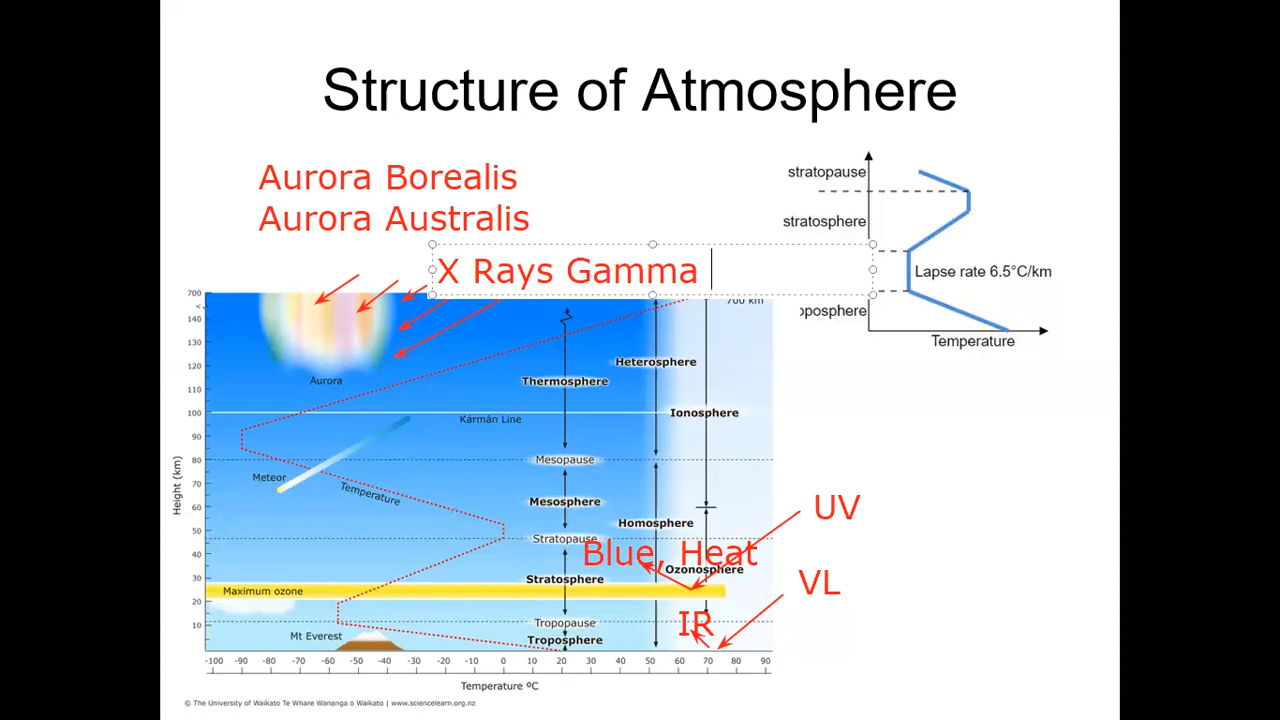 Structure of Atmosphere
Aurora Borealis
Aurora Australis
X Rays Gamma
stratopause
stratosphere
Lapse rate 6.5°C/km
oposphere
Temperature
700 km
700
140
130
120
110
100
90
80
70
60
50
40
30
20
10
Height (km)
Aurora
Thermosphere
Heterosphere
Kármán Line
Ionosphere
Mesopause
Meteor
Temperature
Mesosphere
Homosphere
UV
Stratopause
Blue, Heat
Ozonosphere
Stratosphere
VL
Maximum ozone
Tropopause
IR
Mt Everest
Troposphere
-100 -90 -80 -70 -60 -50 -40 -30 -20 -10 0 10 20 30 40 50 60 70 80 90
Temperature ºC
© The University of Waikato Te Whare Wananga o Waikato | www.sciencelearn.org.nz